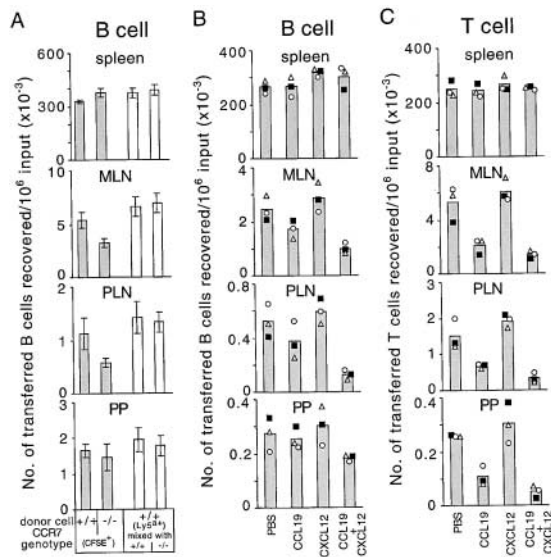 A
B cell
spleen
600
300
0
MLN
10
5
0
PLN
2
1
0
PP
3
2
1
0
No. of transferred B cells recovered/10⁶ input (x10⁻³)
donor cell
CCR7
genotype
+/+ -/-
(CFSE⁺)
+/+
(Ly5ᵃ⁺)
mixed with
+/+ -/-
B
B cell
spleen
400
200
0
MLN
4
2
0
PLN
0.8
0.4
0
PP
0.4
0.2
0
No. of transferred B cells recovered/10⁶ input (x10⁻³)
PBS
CCL19
CXCL12
CCL19
+
CXCL12
C
T cell
spleen
400
200
0
MLN
8
4
0
PLN
3
2
1
0
PP
0.4
0.2
0
No. of transferred T cells recovered/10⁶ input (x10⁻³)
PBS
CCL19
CXCL12
CCL19
+
CXCL12